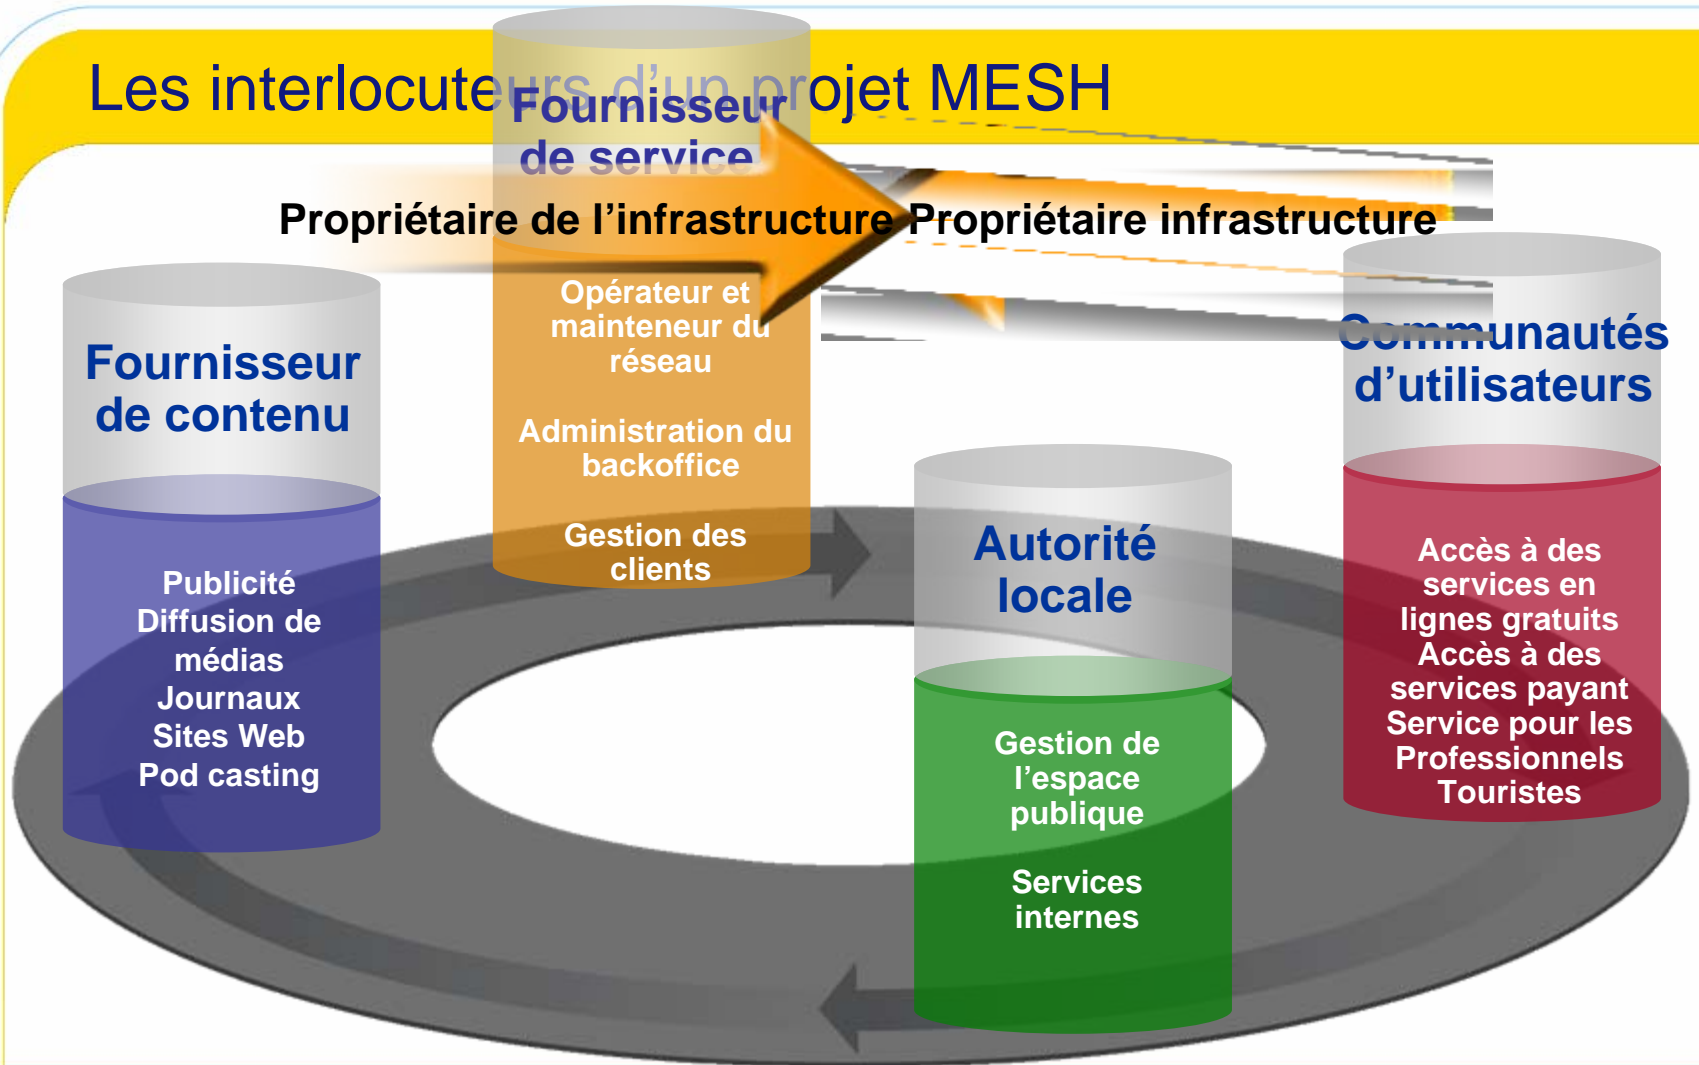 Les interlocuteurs d’un projet MESH
Fournisseur
de service
Propriétaire de l’infrastructure
Propriétaire infrastructure
Opérateur et
mainteneur du
réseau
Administration du
backoffice
Gestion des
clients
Fournisseur
de contenu
Publicité
Diffusion de
médias
Journaux
Sites Web
Pod casting
Autorité
locale
Gestion de
l’espace
publique
Services
internes
Communautés
d’utilisateurs
Accès à des
services en
lignes gratuits
Accès à des
services payant
Service pour les
Professionnels
Touristes